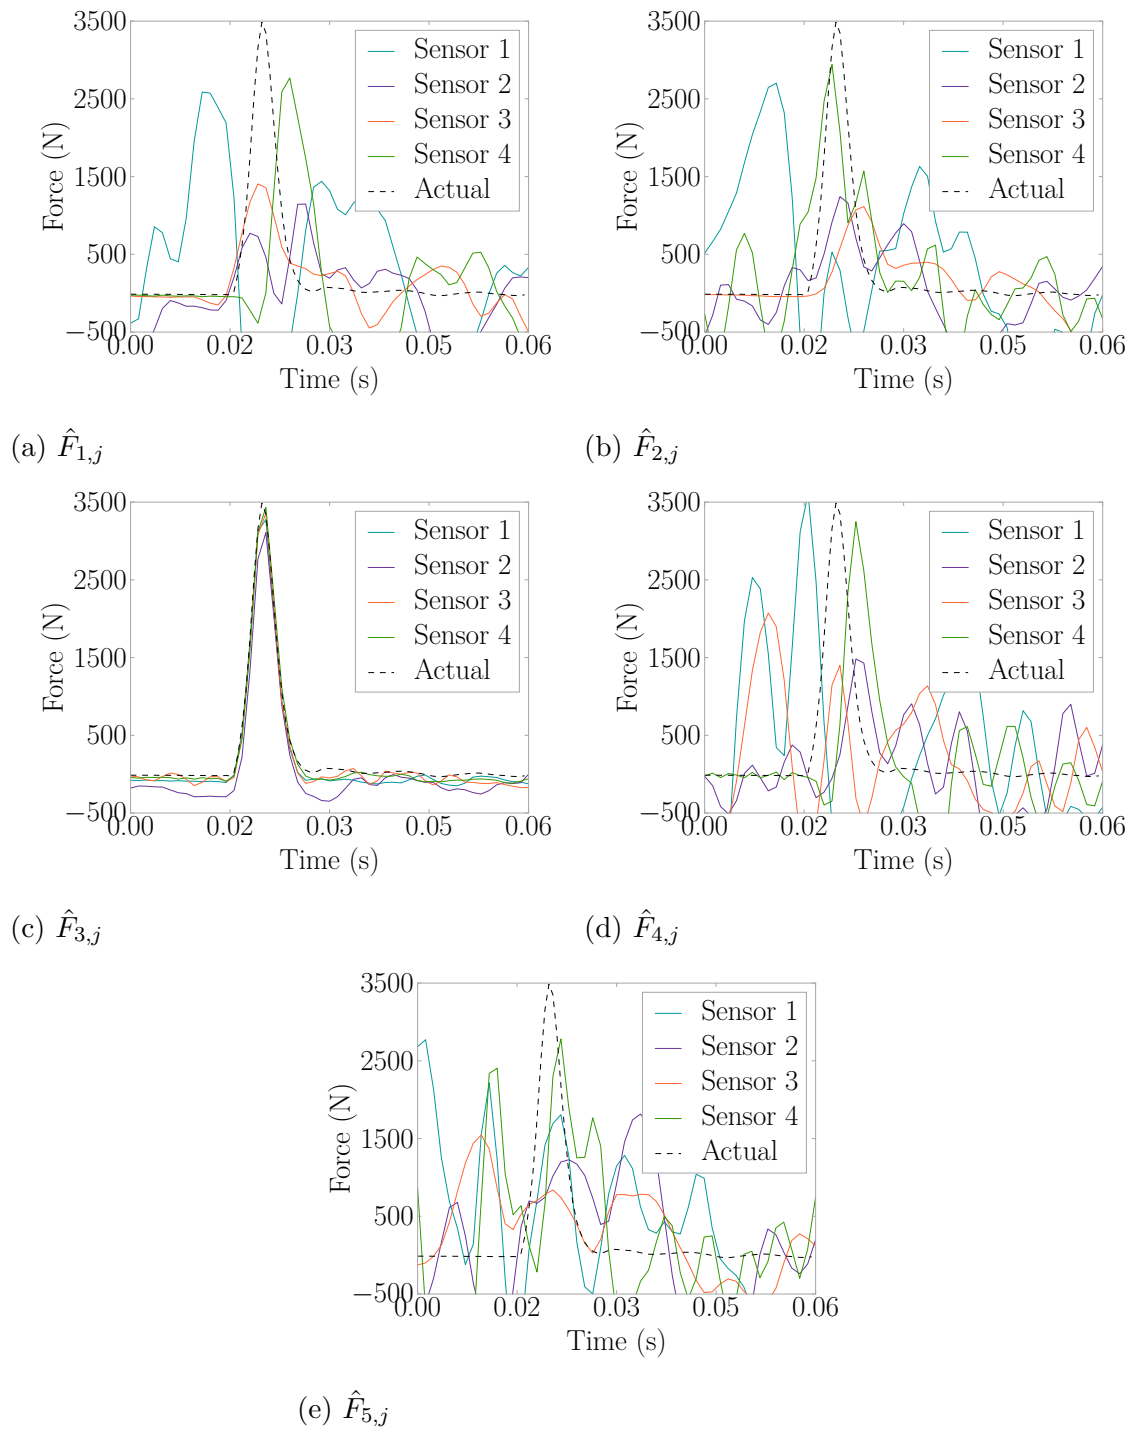 3500
2500
1500
500
−500
Force (N)
0.00 0.02 0.03 0.05 0.06
Time (s)
Sensor 1
Sensor 2
Sensor 3
Sensor 4
Actual
(a) F̂1,j
3500
2500
1500
500
−500
Force (N)
0.00 0.02 0.03 0.05 0.06
Time (s)
Sensor 1
Sensor 2
Sensor 3
Sensor 4
Actual
(b) F̂2,j
3500
2500
1500
500
−500
Force (N)
0.00 0.02 0.03 0.05 0.06
Time (s)
Sensor 1
Sensor 2
Sensor 3
Sensor 4
Actual
(c) F̂3,j
3500
2500
1500
500
−500
Force (N)
0.00 0.02 0.03 0.05 0.06
Time (s)
Sensor 1
Sensor 2
Sensor 3
Sensor 4
Actual
(d) F̂4,j
3500
2500
1500
500
−500
Force (N)
0.00 0.02 0.03 0.05 0.06
Time (s)
Sensor 1
Sensor 2
Sensor 3
Sensor 4
Actual
(e) F̂5,j